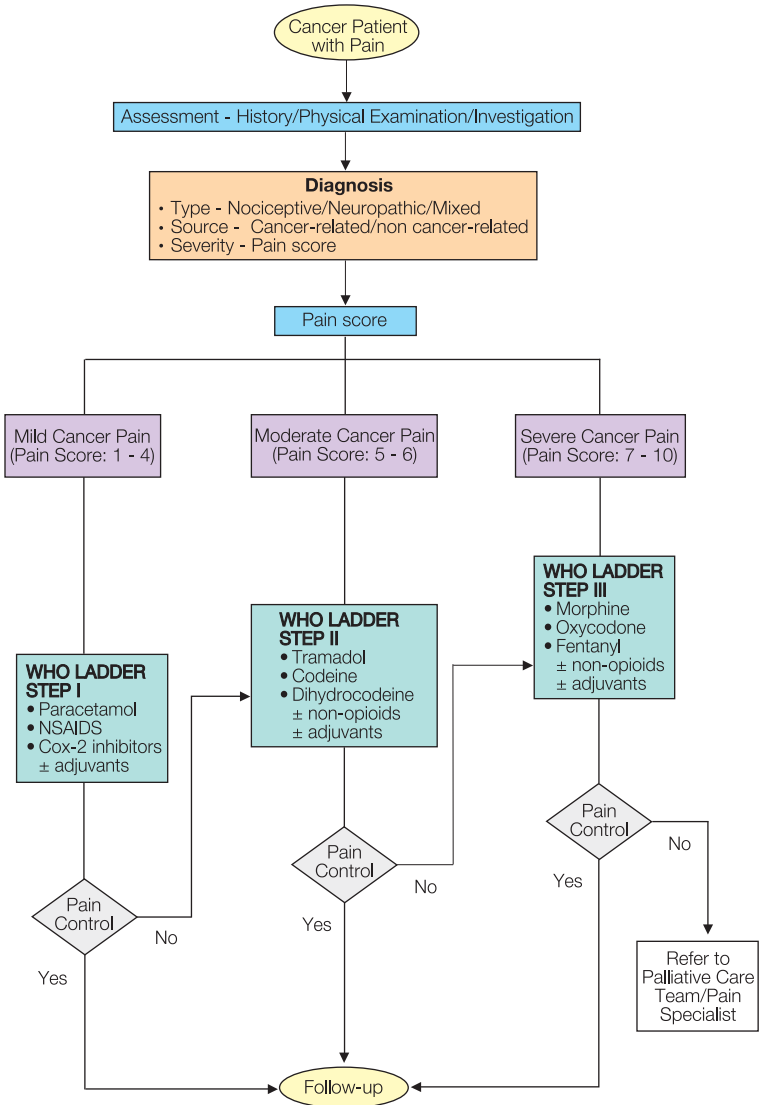 Cancer Patient
with Pain
Assessment - History/Physical Examination/Investigation
Diagnosis
• Type - Nociceptive/Neuropathic/Mixed
• Source - Cancer-related/non cancer-related
• Severity - Pain score
Pain score
Mild Cancer Pain
(Pain Score: 1 - 4)
Moderate Cancer Pain
(Pain Score: 5 - 6)
Severe Cancer Pain
(Pain Score: 7 - 10)
WHO LADDER
STEP I
• Paracetamol
• NSAIDS
• Cox-2 inhibitors
± adjuvants
WHO LADDER
STEP II
• Tramadol
• Codeine
• Dihydrocodeine
± non-opioids
± adjuvants
WHO LADDER
STEP III
• Morphine
• Oxycodone
• Fentanyl
± non-opioids
± adjuvants
Pain
Control
No
Yes
Pain
Control
No
Yes
Pain
Control
No
Yes
Refer to
Palliative Care
Team/Pain
Specialist
Follow-up